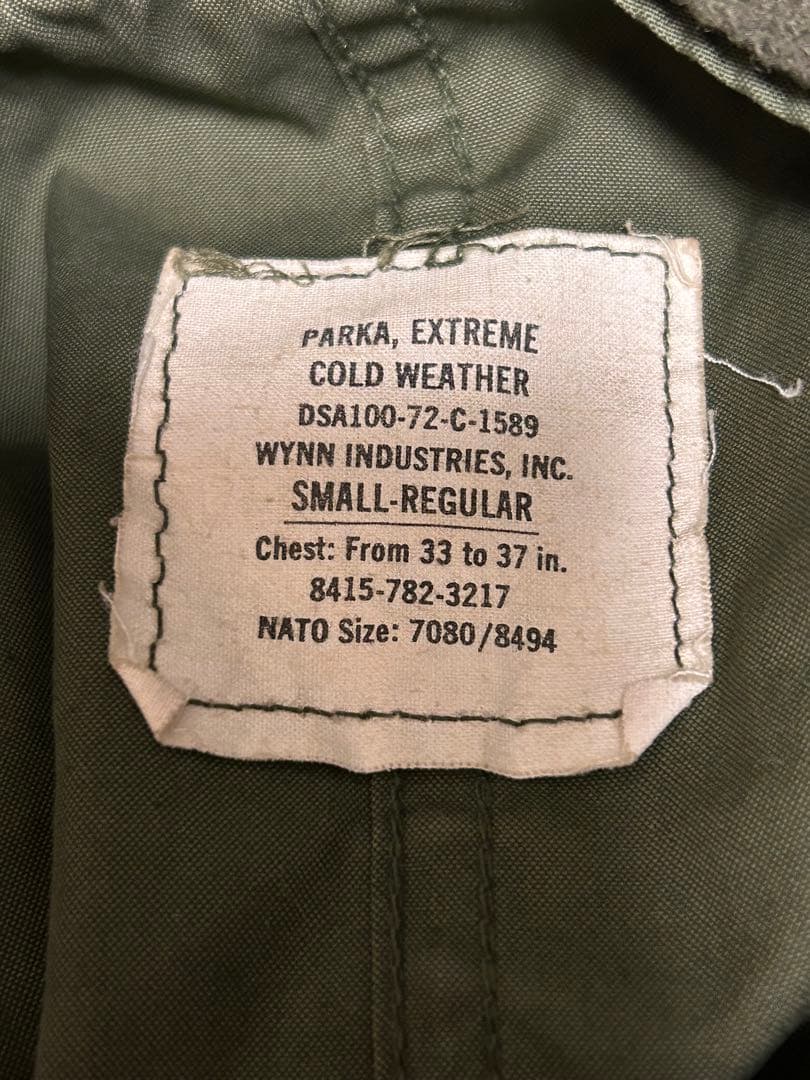 PARKA, EXTREME
COLD WEATHER
DSA100-72-C-1589
WYNN INDUSTRIES, INC.
SMALL-REGULAR
Chest: From 33 to 37 in.
8415-782-3217
NATO Size: 7080/8494